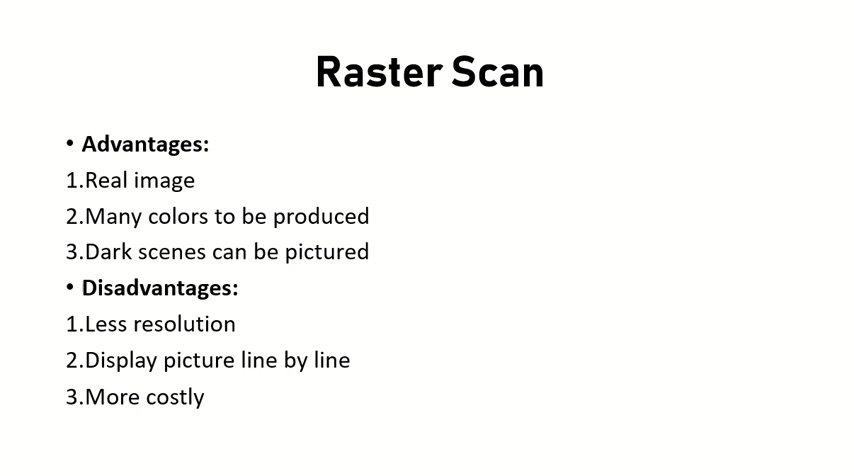 Raster Scan
• Advantages:
1.Real image
2.Many colors to be produced
3.Dark scenes can be pictured
• Disadvantages:
1.Less resolution
2.Display picture line by line
3.More costly